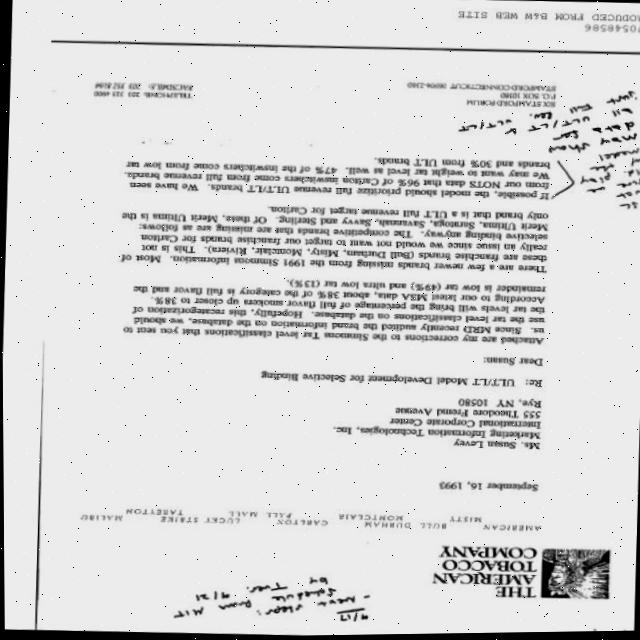 THE
AMERICAN
TOBACCO
COMPANY
4/17
- Next steps:
from MIT
Schedule
by Tues. 9/21
AMERICAN BULL DURHAM CARLTON LUCKY STRIKE MALIBU
MISTY MONTCLAIR PALL MALL TAREYTON
September 16, 1993
Ms. Susan Levey
Marketing Information Technologies, Inc.
International Corporate Center
555 Theodore Fremd Avenue
Rye, NY 10580
Re: ULT/LT Model Development for Selective Binding
Dear Susan:
Attached are my corrections to the Simmons Tar level classifications that you sent to
us. Since MRD recently audited the brand information on the database, we should
use the tar level classifications on the database. Hopefully, this recategorization of
the tar levels will bring the percentage of full flavor smokers up closer to 38%.
According to our latest MSA data, about 38% of the category is full flavor and the
remainder is low tar (49%) and ultra low tar (13%).
There are a few newer brands missing from the 1991 Simmons information. Most of
these are franchise brands (Bull Durham, Misty, Montclair, Riviera). This is not
really an issue since we would not want to target our franchise brands for Carlton
selective binding anyway. The competitive brands that are missing are as follows:
Merit Ultima, Saratoga, Savannah, Savvy and Sterling. Of these, Merit Ultima is the
only brand that is a ULT full revenue target for Carlton.
If possible, the model should prioritize full revenue ULT/LT brands. We have seen
from our NOTS data that 96% of Carlton inswitchers come from full revenue brands.
We may want to weight tar level as well. 47% of the inswitchers come from low tar
brands and 30% from ULT brands.
SIX STAMFORD FORUM
P.O. BOX 10380
STAMFORD CONNECTICUT 06904-2380
TELEPHONE 203 325 4900
FACSIMILE
70548586
PRODUCED FROM B&W WEB SITE